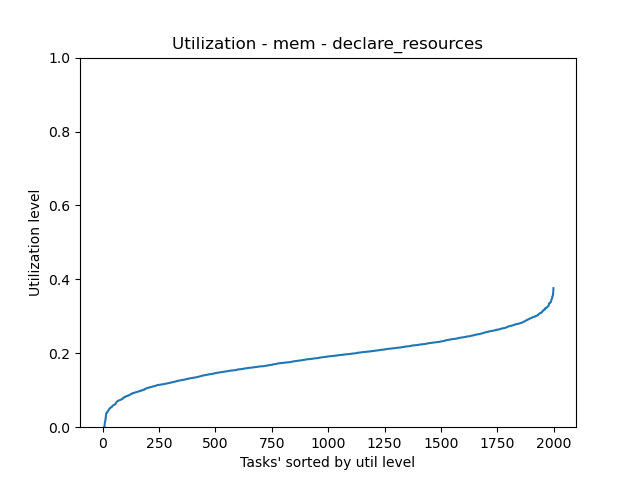 Utilization - mem - declare_resources
1.0
0.8
0.6
0.4
0.2
0.0
Utilization level
0 250 500 750 1000 1250 1500 1750 2000
Tasks' sorted by util level